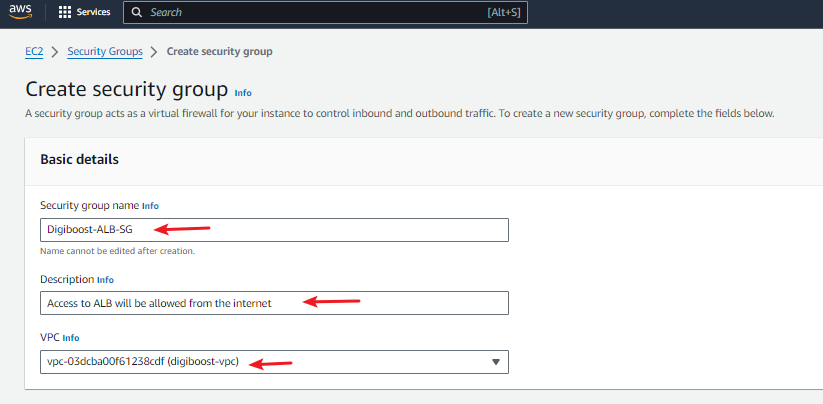 aws
Services
Search [Alt+S]
EC2 > Security Groups > Create security group
Create security group Info
A security group acts as a virtual firewall for your instance to control inbound and outbound traffic. To create a new security group, complete the fields below.
Basic details
Security group name Info
Digiboost-ALB-SG
Name cannot be edited after creation.
Description Info
Access to ALB will be allowed from the internet
VPC Info
vpc-03dcba00f61238cdf (digiboost-vpc)